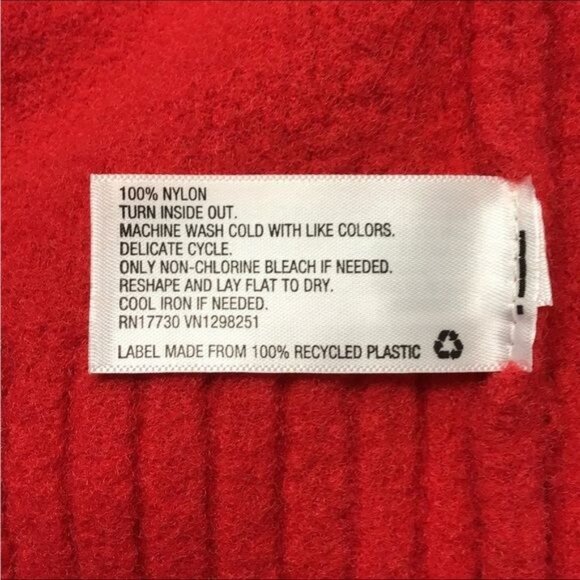 100% NYLON
TURN INSIDE OUT.
MACHINE WASH COLD WITH LIKE COLORS.
DELICATE CYCLE.
ONLY NON-CHLORINE BLEACH IF NEEDED.
RESHAPE AND LAY FLAT TO DRY.
COOL IRON IF NEEDED.
RN17730 VN1298251
LABEL MADE FROM 100% RECYCLED PLASTIC